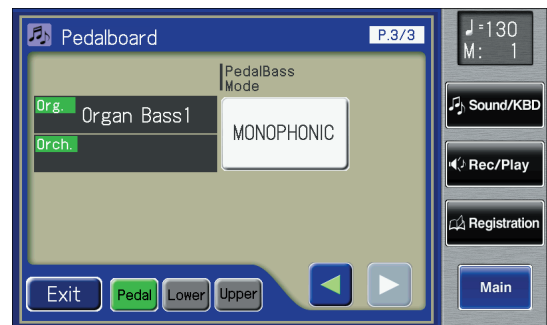 Pedalboard
P.3/3
♩=130
M: 1
PedalBass
Mode
Org. Organ Bass1
MONOPHONIC
Orch.
Sound/KBD
Rec/Play
Registration
Exit
Pedal
Lower
Upper
Main